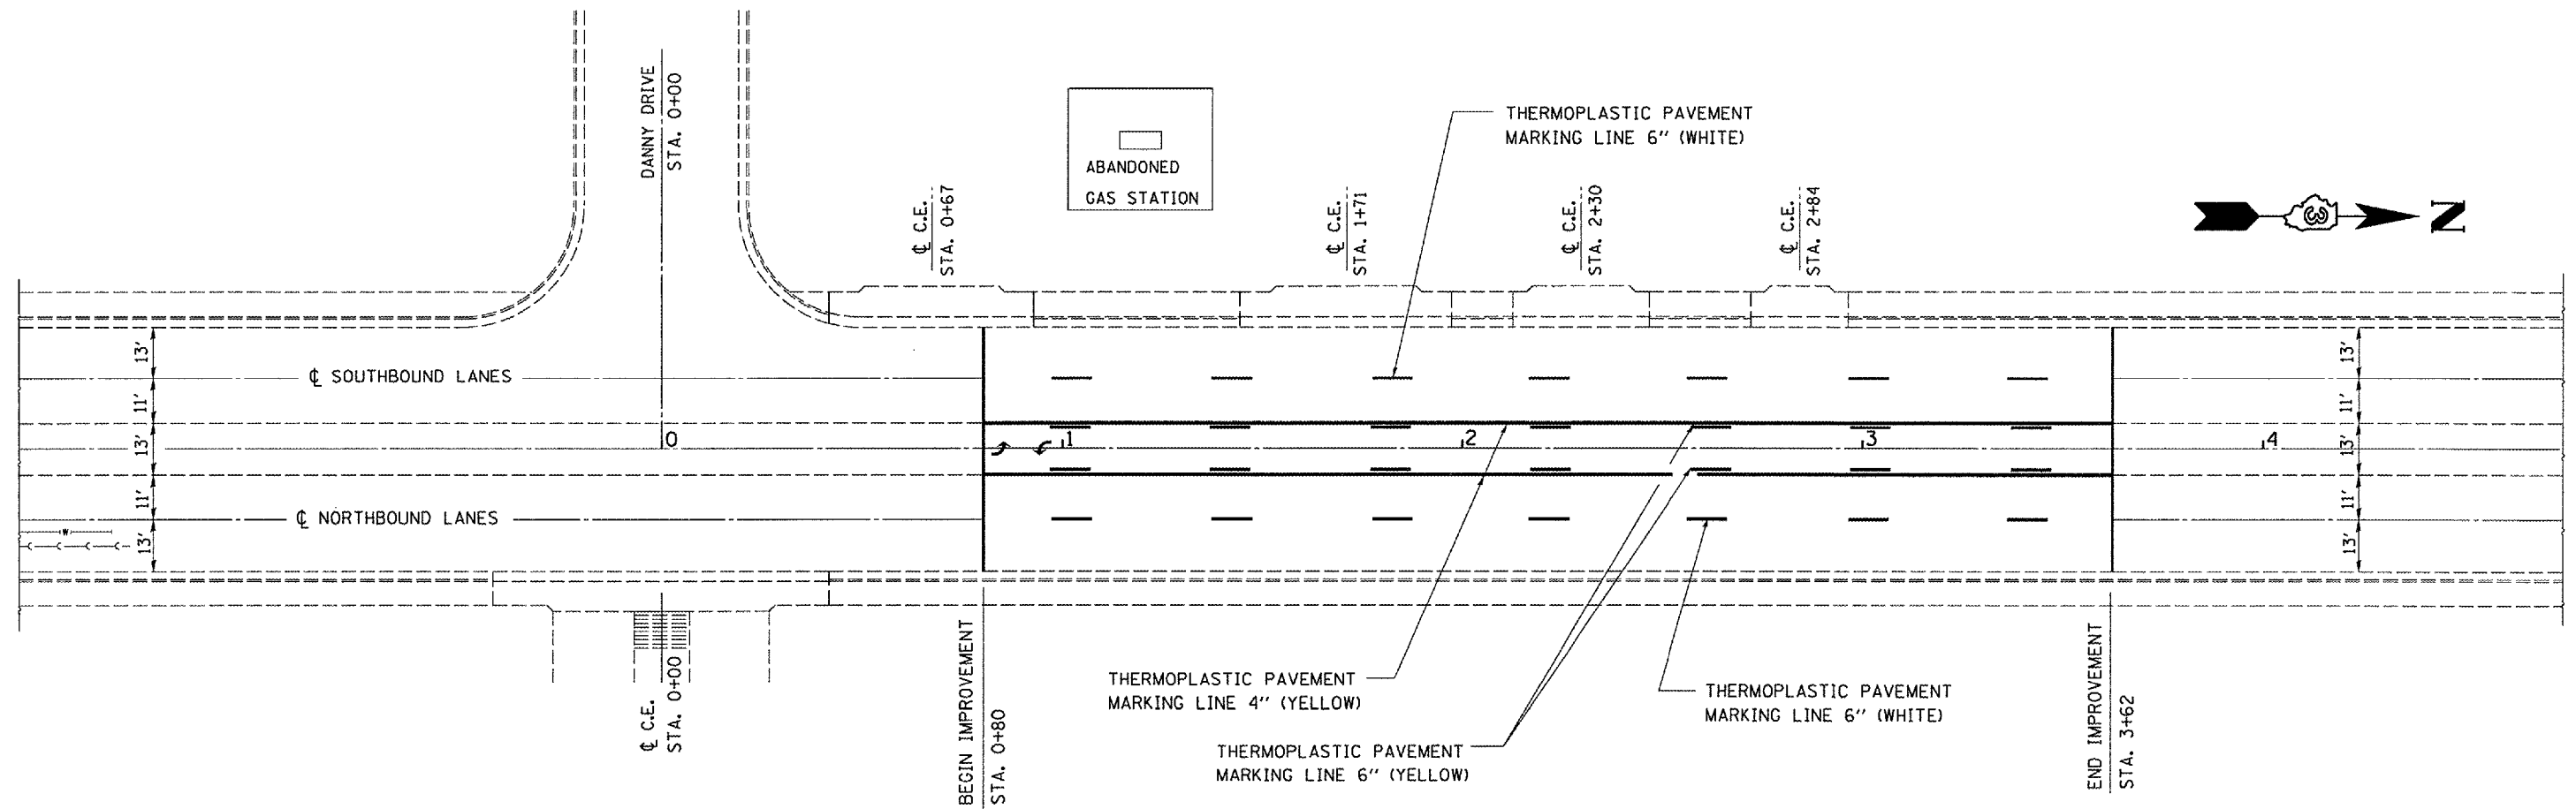 DANNY DRIVE
STA. 0+00
ABANDONED
GAS STATION
THERMOPLASTIC PAVEMENT
MARKING LINE 6" (WHITE)
℄ C.E.
STA. 0+67
℄ C.E.
STA. 1+71
℄ C.E.
STA. 2+30
℄ C.E.
STA. 2+84
3
N
13'
11'
13'
11'
13'
℄ SOUTHBOUND LANES
℄ NORTHBOUND LANES
W
0
1
2
3
4
13'
11'
13'
11'
13'
℄ C.E.
STA. 0+00
BEGIN IMPROVEMENT
STA. 0+80
THERMOPLASTIC PAVEMENT
MARKING LINE 4" (YELLOW)
THERMOPLASTIC PAVEMENT
MARKING LINE 6" (YELLOW)
THERMOPLASTIC PAVEMENT
MARKING LINE 6" (WHITE)
END IMPROVEMENT
STA. 3+62